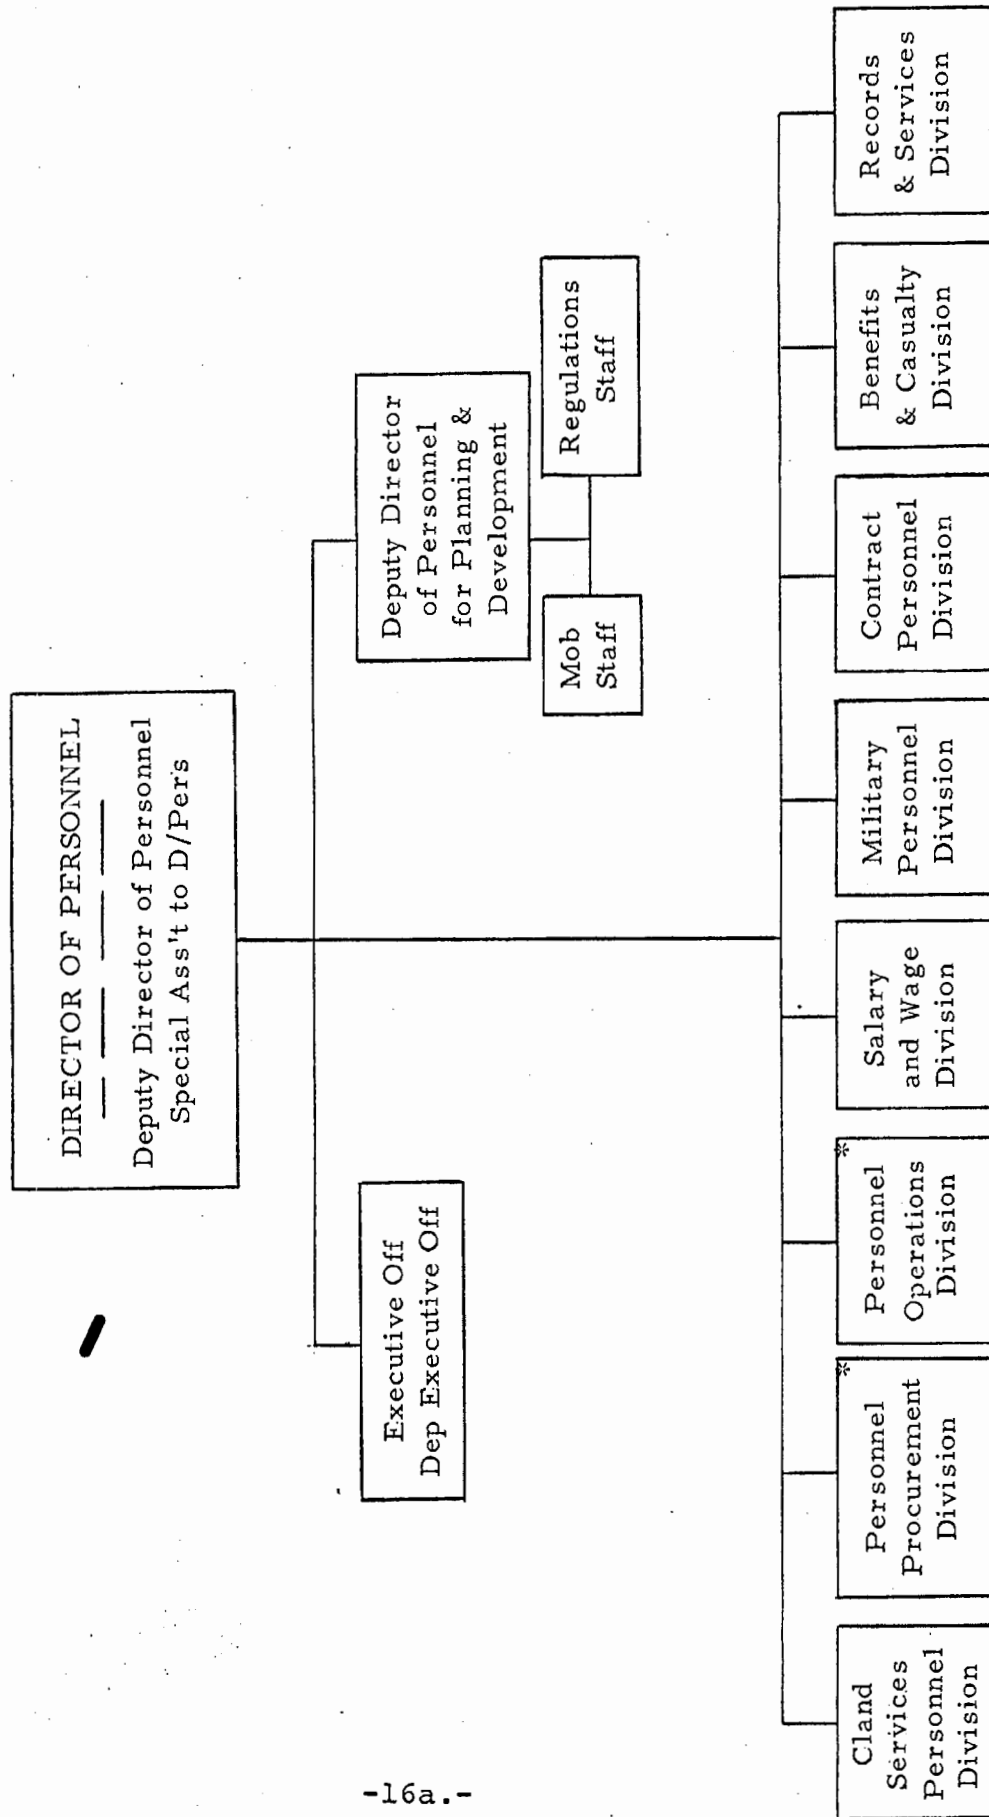 DIRECTOR OF PERSONNEL
Deputy Director of Personnel
Special Ass't to D/Pers
Executive Off
Dep Executive Off
Deputy Director
of Personnel
for Planning &
Development
Mob
Staff
Regulations
Staff
Cland
Services
Personnel
Division
*
Personnel
Procurement
Division
*
Personnel
Operations
Division
Salary
and Wage
Division
Military
Personnel
Division
Contract
Personnel
Division
Benefits
& Casualty
Division
Records
& Services
Division
-16a.-